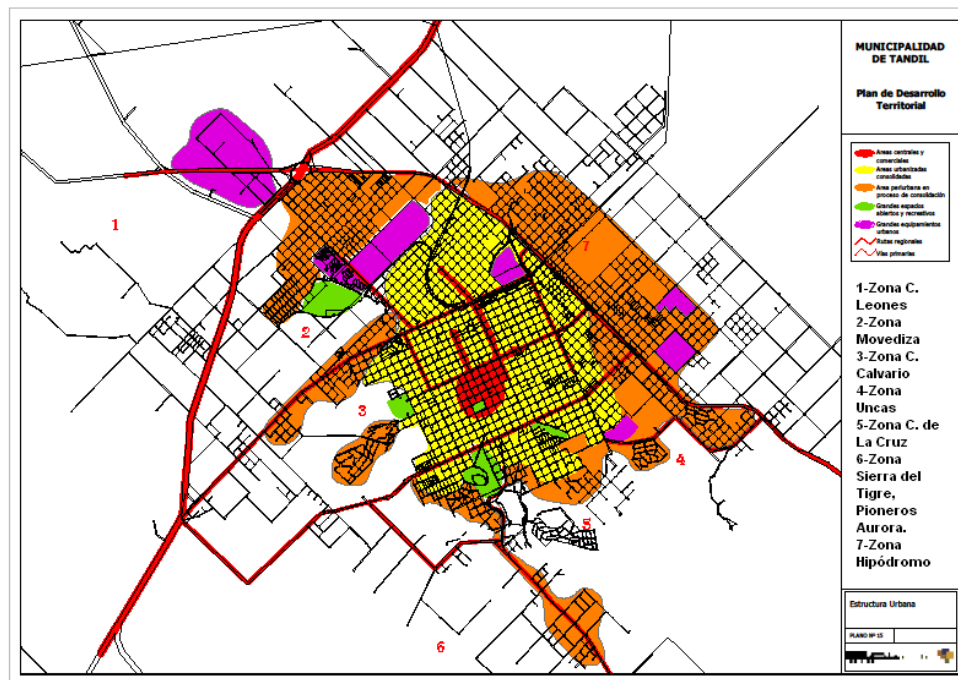 MUNICIPALIDAD
DE TANDIL
Plan de Desarrollo
Territorial
Areas centrales y
comerciales
Areas urbanizadas
consolidadas
Area periurbana en
proceso de consolidación
Grandes espacios
abiertos y recreativos
Grandes equipamientos
urbanos
Rutas regionales
Vías primarias
1-Zona C.
Leones
2-Zona
Movediza
3-Zona C.
Calvario
4-Zona
Uncas
5-Zona C. de
La Cruz
6-Zona
Sierra del
Tigre,
Pioneros
Aurora.
7-Zona
Hipódromo
Estructura Urbana
PLANO Nº 15
1
7
2
3
4
5
6